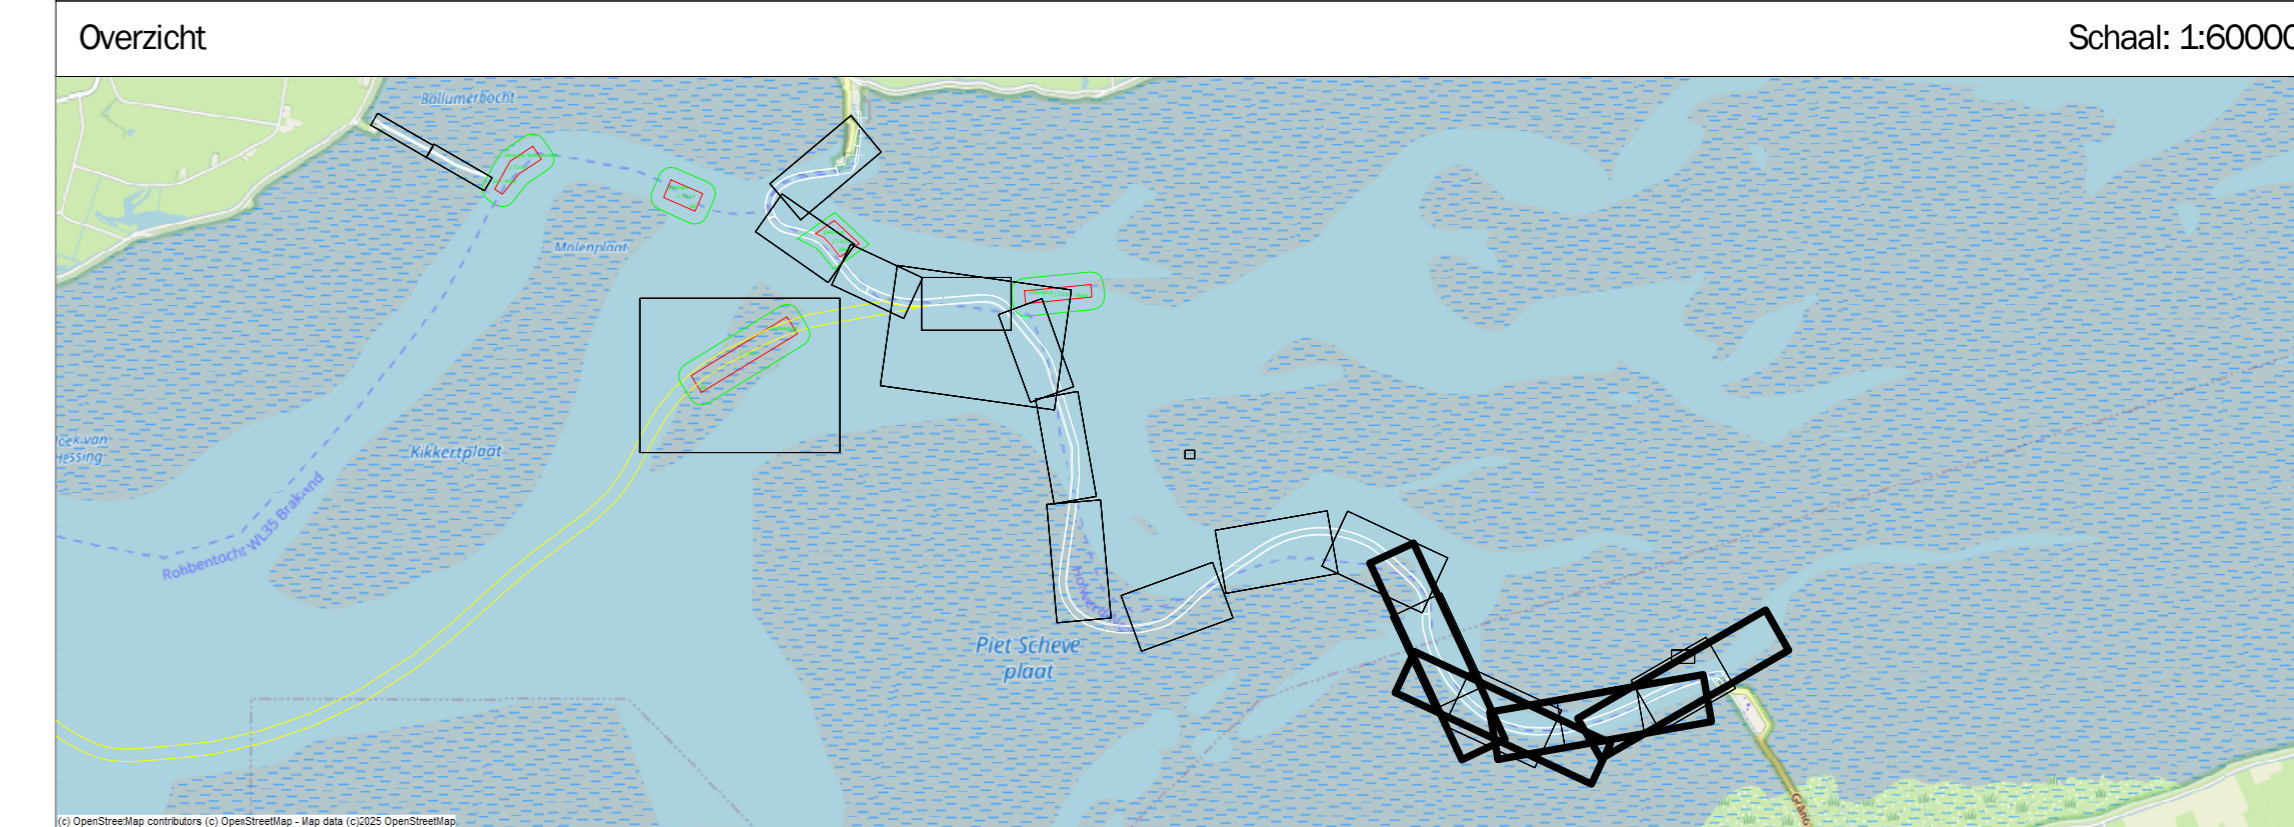 Overzicht
Schaal: 1:60000
Ballumerbocht
Molenplaat
Kikkertplaat
Robbentocht WL35 Brakzand
Piet Scheve
plaat
(c) OpenStreetMap contributors (c) OpenStreetMap - Map data (c)2025 OpenStreetMap